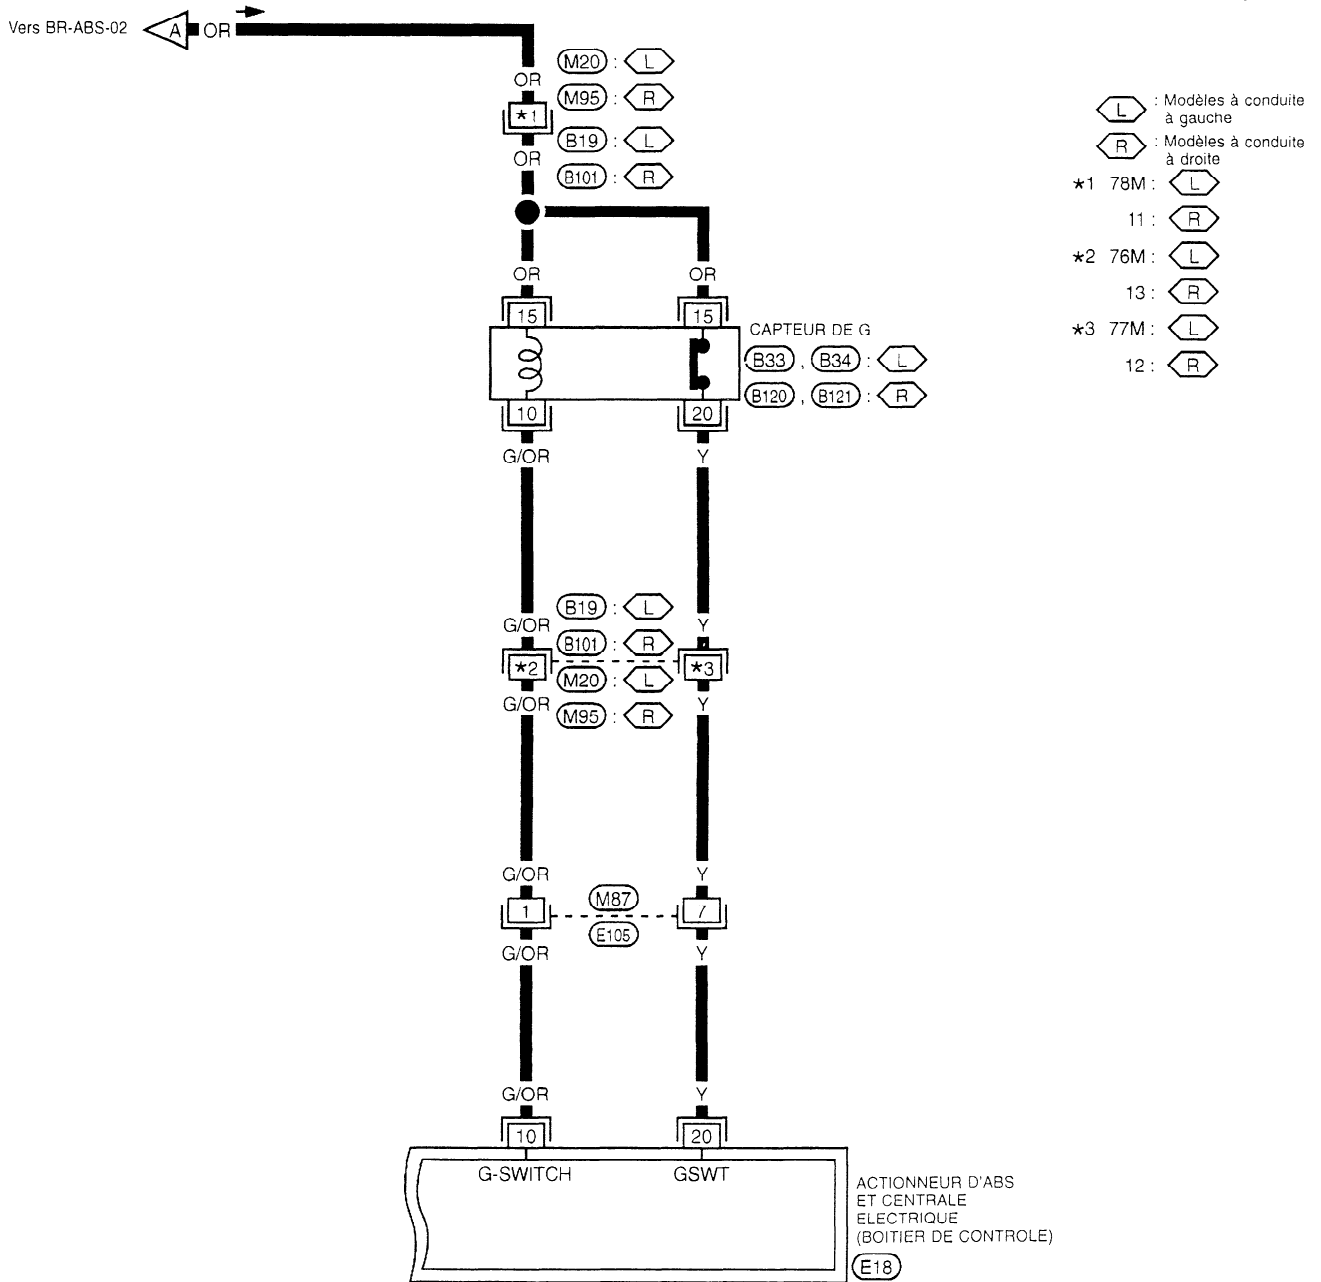 Vers BR-ABS-02 A OR
M20 : L
OR
M95 : R
*1
B19 : L
OR
B101 : R
L : Modèles à conduite
à gauche
R : Modèles à conduite
à droite
*1 78M : L
11 : R
*2 76M : L
13 : R
*3 77M : L
12 : R
OR OR
15 15
CAPTEUR DE G
B33 , B34 : L
B120 , B121 : R
10 20
G/OR Y
B19 : L
G/OR Y
B101 : R
*2 *3
M20 : L
G/OR Y
M95 : R
G/OR Y
M87
1 7
E105
G/OR Y
G/OR Y
10 20
G-SWITCH GSWT
ACTIONNEUR D'ABS
ET CENTRALE
ELECTRIQUE
(BOITIER DE CONTROLE)
E18